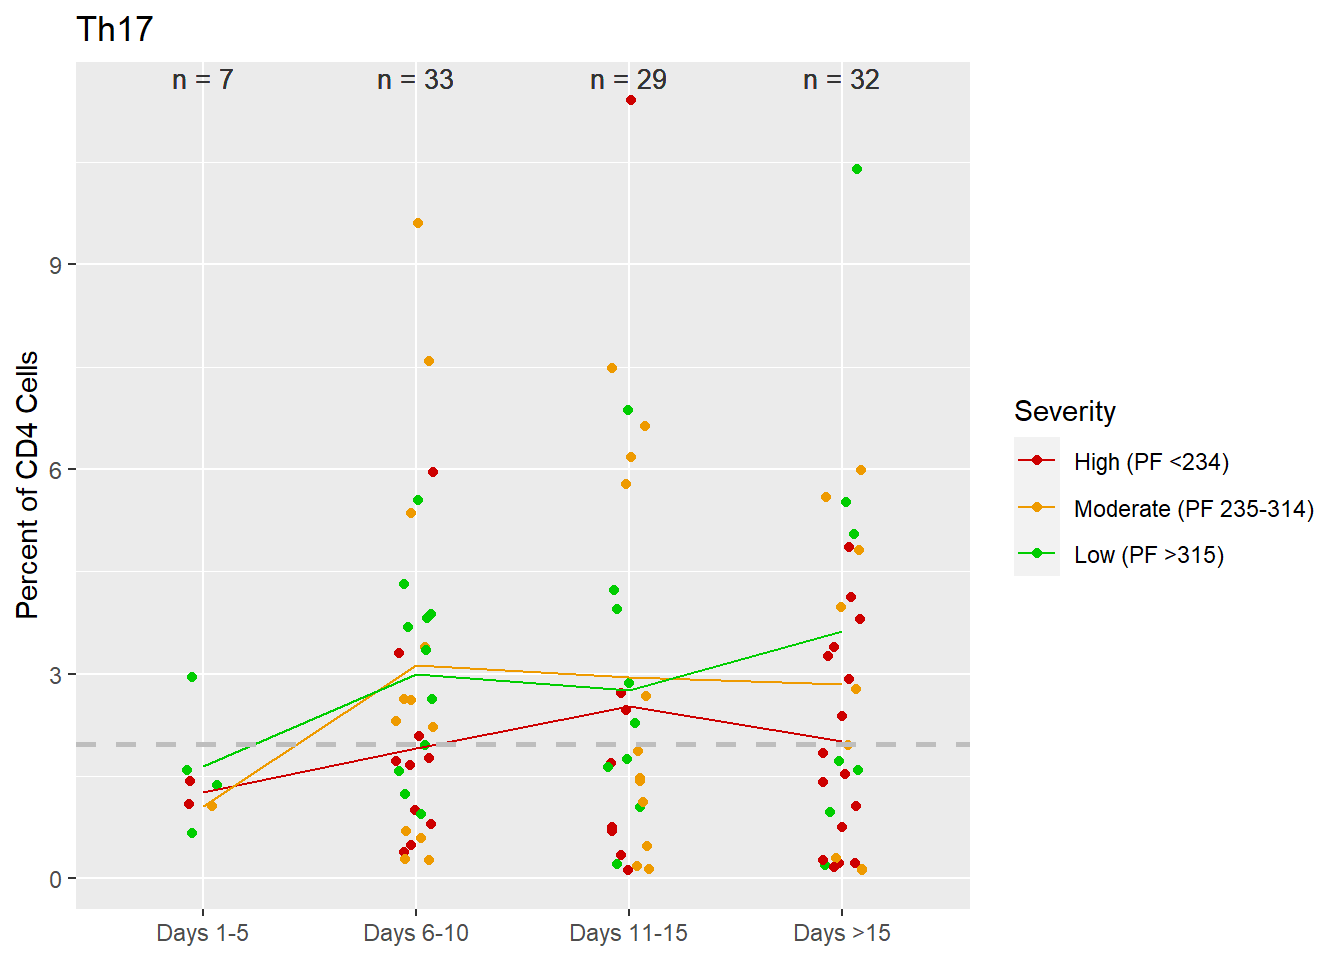 Th17
n = 7
n = 33
n = 29
n = 32
Percent of CD4 Cells
9
6
3
0
Days 1-5
Days 6-10
Days 11-15
Days >15
Severity
High (PF <234)
Moderate (PF 235-314)
Low (PF >315)